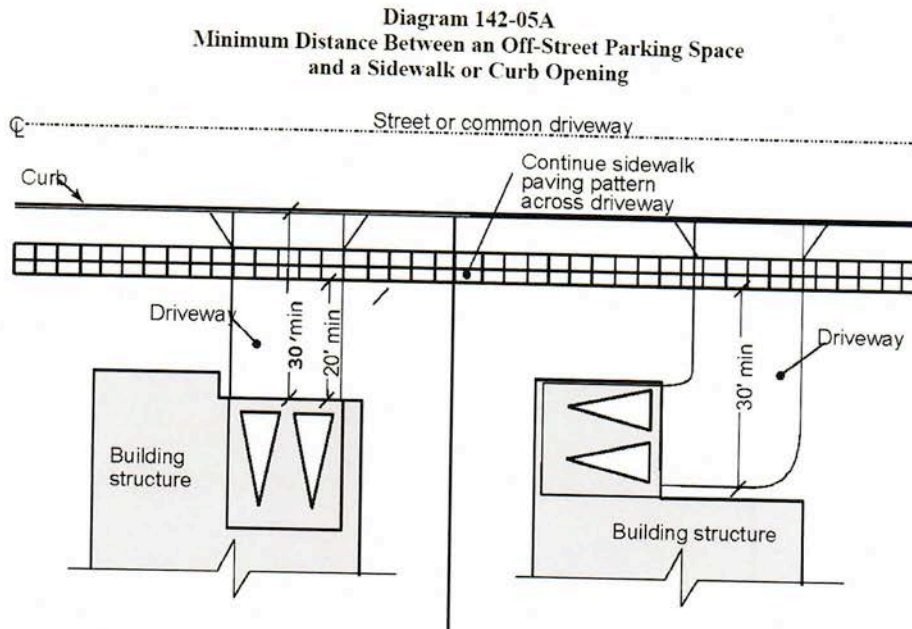 Diagram 142-05A
Minimum Distance Between an Off-Street Parking Space
and a Sidewalk or Curb Opening
℄
Street or common driveway
Curb
Continue sidewalk
paving pattern
across driveway
Driveway
30' min
20' min
30' min
Driveway
Building
structure
Building structure